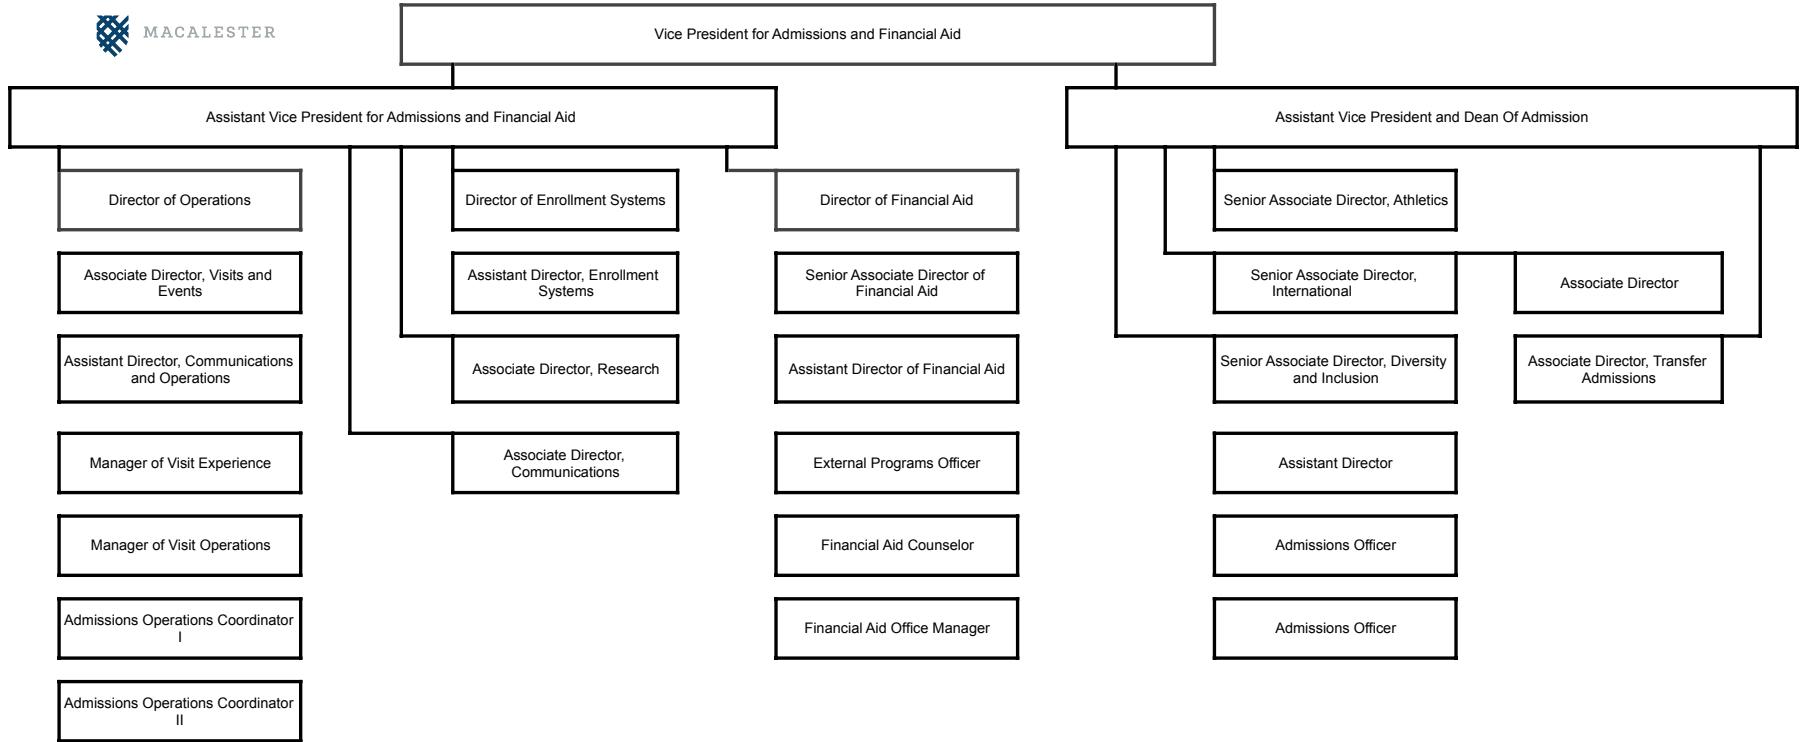 MACALESTER
Vice President for Admissions and Financial Aid
Assistant Vice President for Admissions and Financial Aid
Assistant Vice President and Dean Of Admission
Director of Operations
Director of Enrollment Systems
Director of Financial Aid
Senior Associate Director, Athletics
Associate Director, Visits and
Events
Assistant Director, Enrollment
Systems
Senior Associate Director of
Financial Aid
Senior Associate Director,
International
Associate Director
Assistant Director, Communications
and Operations
Associate Director, Research
Assistant Director of Financial Aid
Senior Associate Director, Diversity
and Inclusion
Associate Director, Transfer
Admissions
Manager of Visit Experience
Associate Director,
Communications
External Programs Officer
Assistant Director
Manager of Visit Operations
Financial Aid Counselor
Admissions Officer
Admissions Operations Coordinator
I
Financial Aid Office Manager
Admissions Officer
Admissions Operations Coordinator
II